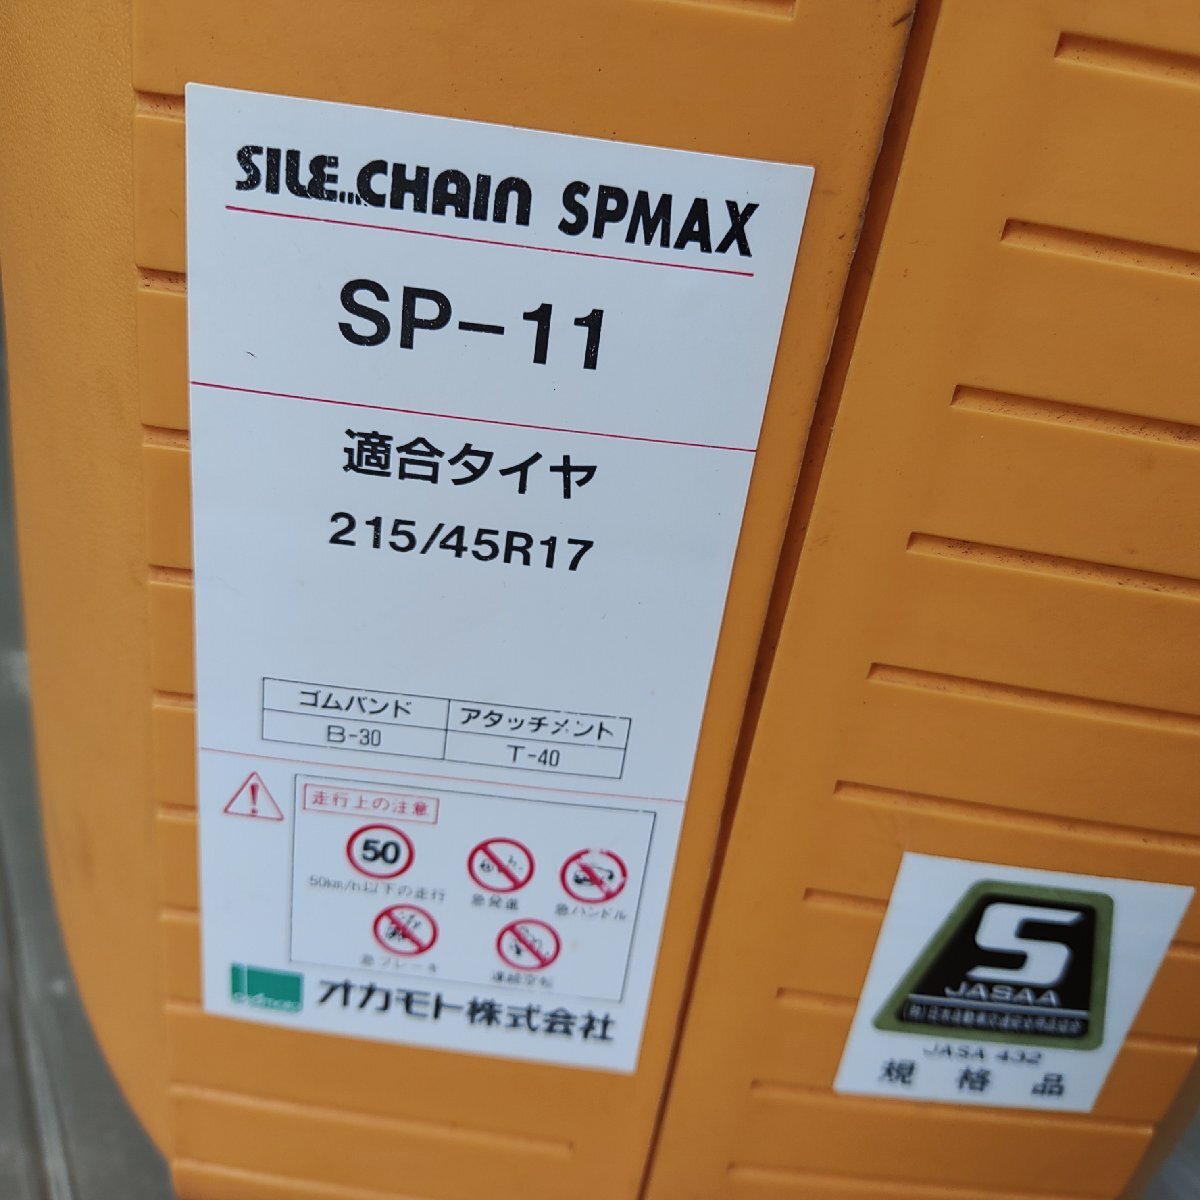 SILE...CHAIN SPMAX
SP-11
適合タイヤ
215/45R17
ゴムバンド アタッチメント
B-30 T-40
走行上の注意
50
50km/h以下の走行 急発進 急ハンドル
急ブレーキ 連続空転
オカモト株式会社
S
JASAA
JASA 432
規格品